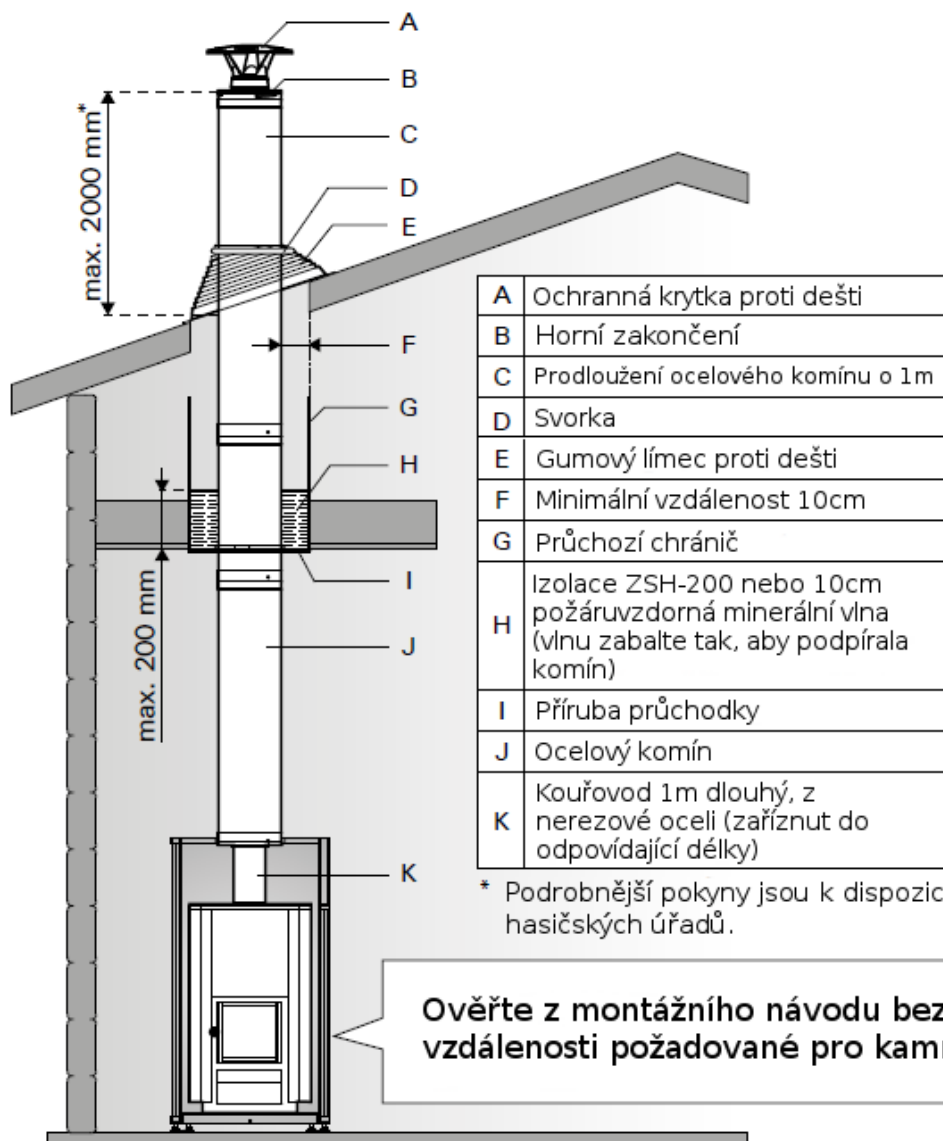 A
B
C
D
E
F
G
H
I
J
K
max. 2000 mm*
max. 200 mm
A Ochranná krytka proti dešti
B Horní zakončení
C Prodloužení ocelového komínu o 1m
D Svorka
E Gumový límec proti dešti
F Minimální vzdálenost 10cm
G Průchozí chránič
H Izolace ZSH-200 nebo 10cm
požáruvzdorná minerální vlna
(vlnu zabalte tak, aby podpírala
komín)
I Příruba průchodky
J Ocelový komín
K Kouřovod 1m dlouhý, z
nerezové oceli (zaříznut do
odpovídající délky)
* Podrobnější pokyny jsou k dispozic
hasičských úřadů.
Ověřte z montážního návodu bez
vzdálenosti požadované pro kamn